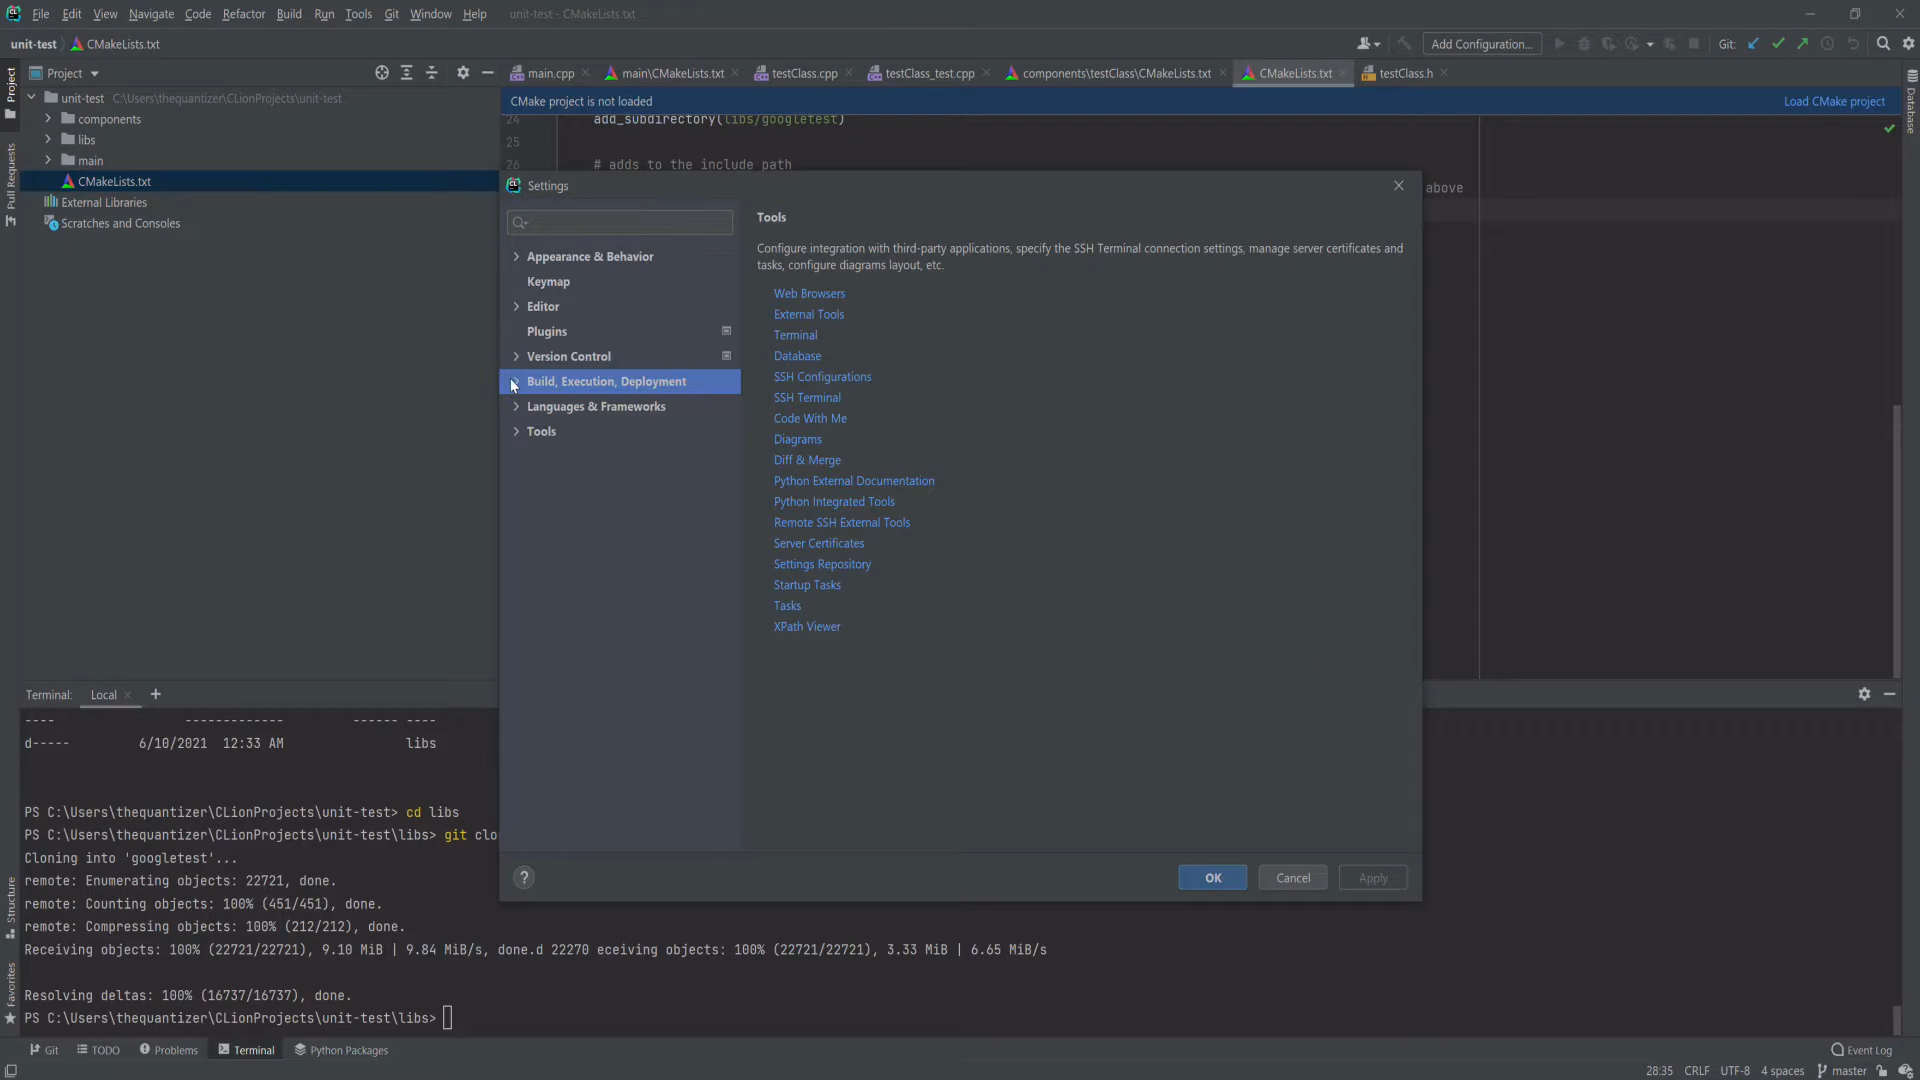 File Edit View Navigate Code Refactor Build Run Tools Git Window Help unit-test - CMakeLists.txt
unit-test CMakeLists.txt Add Configuration... Git:
Project main.cpp main\CMakeLists.txt testClass.cpp testClass_test.cpp components\testClass\CMakeLists.txt CMakeLists.txt testClass.h
Project
Pull Requests
Structure
Favorites
Database
unit-test C:\Users\thequantizer\CLionProjects\unit-test
components
libs
main
CMakeLists.txt
External Libraries
Scratches and Consoles
CMake project is not loaded Load CMake project
24 add_subdirectory(libs/googletest)
25
26 # adds to the include path
above
Settings
Appearance & Behavior
Keymap
Editor
Plugins
Version Control
Build, Execution, Deployment
Languages & Frameworks
Tools
Tools
Configure integration with third-party applications, specify the SSH Terminal connection settings, manage server certificates and
tasks, configure diagrams layout, etc.
Web Browsers
External Tools
Terminal
Database
SSH Configurations
SSH Terminal
Code With Me
Diagrams
Diff & Merge
Python External Documentation
Python Integrated Tools
Remote SSH External Tools
Server Certificates
Settings Repository
Startup Tasks
Tasks
XPath Viewer
? OK Cancel Apply
Terminal: Local +
---- ------------- ------ ----
d----- 6/10/2021 12:33 AM libs
PS C:\Users\thequantizer\CLionProjects\unit-test> cd libs
PS C:\Users\thequantizer\CLionProjects\unit-test\libs> git clo
Cloning into 'googletest'...
remote: Enumerating objects: 22721, done.
remote: Counting objects: 100% (451/451), done.
remote: Compressing objects: 100% (212/212), done.
Receiving objects: 100% (22721/22721), 9.10 MiB | 9.84 MiB/s, done.d 22270 eceiving objects: 100% (22721/22721), 3.33 MiB | 6.65 MiB/s
Resolving deltas: 100% (16737/16737), done.
PS C:\Users\thequantizer\CLionProjects\unit-test\libs>
Git TODO Problems Terminal Python Packages Event Log
28:35 CRLF UTF-8 4 spaces master